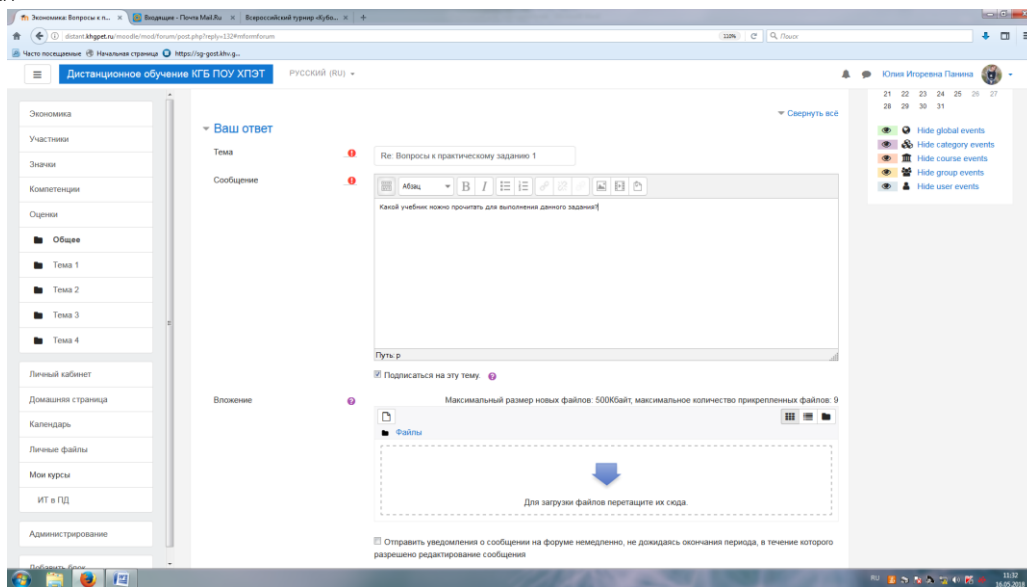 Экономика: Вопросы к п...
Входящие - Почта Mail.Ru
Всероссийский турнир «Кубо...
distant.khgpet.ru/moodle/mod/forum/post.php?reply=132#mformforum
120%
Поиск
Часто посещаемые
Начальная страница
https://sg-gost.khv.g...
Дистанционное обучение КГБ ПОУ ХПЭТ
РУССКИЙ (RU)
Юлия Игоревна Панина
Экономика
Участники
Значки
Компетенции
Оценки
Общее
Тема 1
Тема 2
Тема 3
Тема 4
Личный кабинет
Домашняя страница
Календарь
Личные файлы
Мои курсы
ИТ в ПД
Администрирование
Добавить блок
Свернуть всё
Ваш ответ
Тема
Re: Вопросы к практическому заданию 1
Сообщение
Абзац
B I
Какой учебник можно прочитать для выполнения данного задания?
Путь: p
Подписаться на эту тему.
Вложение
Максимальный размер новых файлов: 500Кбайт, максимальное количество прикрепленных файлов: 9
Файлы
Для загрузки файлов перетащите их сюда.
Отправить уведомления о сообщении на форуме немедленно, не дожидаясь окончания периода, в течение которого
разрешено редактирование сообщения
21 22 23 24 25 26 27
28 29 30 31
Hide global events
Hide category events
Hide course events
Hide group events
Hide user events
RU
11:32